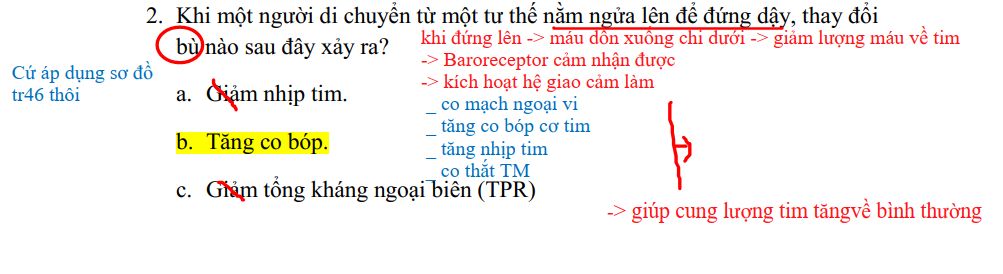 2. Khi một người di chuyển từ một tư thế nằm ngửa lên để đứng dậy, thay đổi
bù nào sau đây xảy ra?
khi đứng lên -> máu dồn xuống chi dưới -> giảm lượng máu về tim
-> Baroreceptor cảm nhận được
-> kích hoạt hệ giao cảm làm
_ co mạch ngoại vi
_ tăng co bóp cơ tim
_ tăng nhịp tim
_ co thắt TM
Cứ áp dụng sơ đồ
tr46 thôi
a. Giảm nhịp tim.
b. Tăng co bóp.
c. Giảm tổng kháng ngoại biên (TPR)
-> giúp cung lượng tim tăngvề bình thường